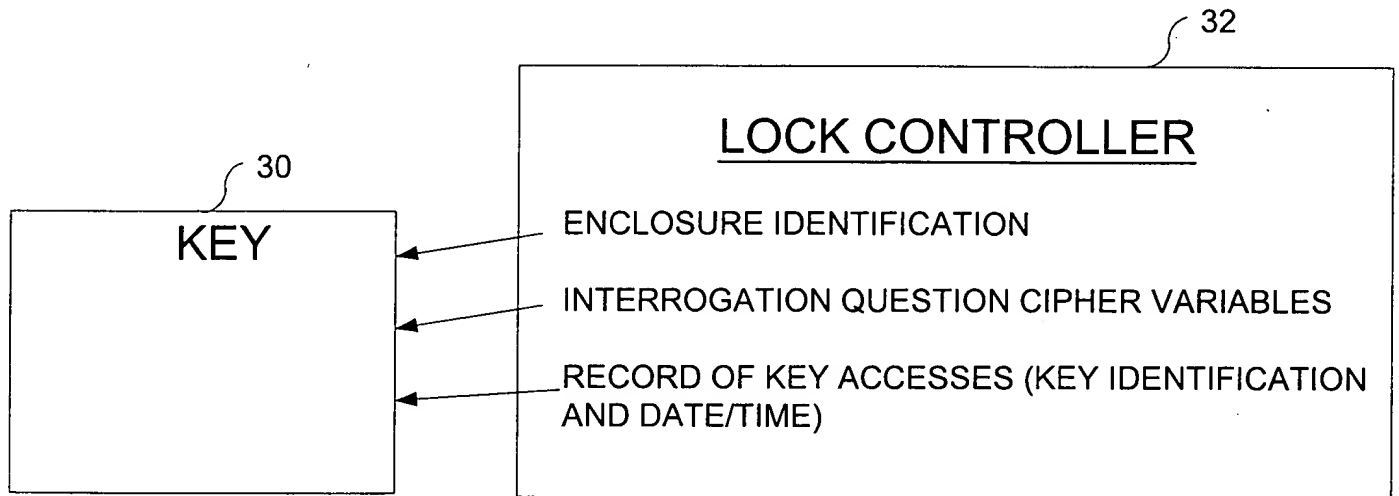 32
LOCK CONTROLLER
30
KEY
ENCLOSURE IDENTIFICATION
INTERROGATION QUESTION CIPHER VARIABLES
RECORD OF KEY ACCESSES (KEY IDENTIFICATION
AND DATE/TIME)